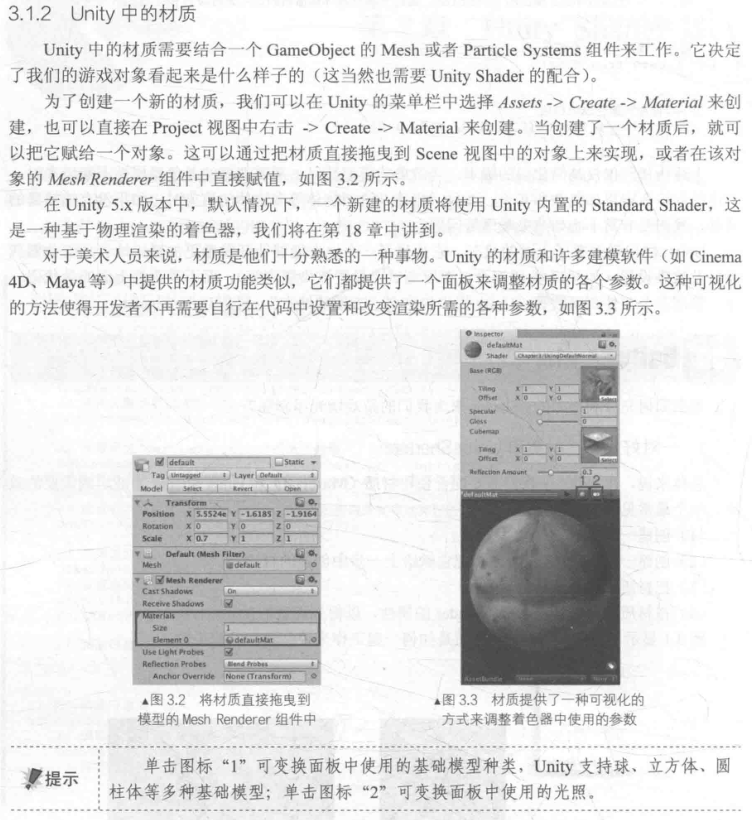 3.1.2 Unity 中的材质
Unity 中的材质需要结合一个 GameObject 的 Mesh 或者 Particle Systems 组件来工作。它决定
了我们的游戏对象看起来是什么样子的（这当然也需要 Unity Shader 的配合）。
为了创建一个新的材质，我们可以在 Unity 的菜单栏中选择 Assets -> Create -> Material 来创
建，也可以直接在 Project 视图中右击 -> Create -> Material 来创建。当创建了一个材质后，就可
以把它赋给一个对象。这可以通过把材质直接拖曳到 Scene 视图中的对象上来实现，或者在该对
象的 Mesh Renderer 组件中直接赋值，如图 3.2 所示。
在 Unity 5.x 版本中，默认情况下，一个新建的材质将使用 Unity 内置的 Standard Shader，这
是一种基于物理渲染的着色器，我们将在第 18 章中讲到。
对于美术人员来说，材质是他们十分熟悉的一种事物。Unity 的材质和许多建模软件（如 Cinema
4D、Maya 等）中提供的材质功能类似，它们都提供了一个面板来调整材质的各个参数。这种可视化
的方法使得开发者不再需要自行在代码中设置和改变渲染所需的各种参数，如图 3.3 所示。
default Static
Tag Untagged Layer Default
Model Select Revert Open
Transform
Position X 5.5524e Y -1.6185 Z -1.9164
Rotation X 0 Y 0 Z 0
Scale X 0.7 Y 1 Z 1
Default (Mesh Filter)
Mesh default
Mesh Renderer
Cast Shadows On
Receive Shadows
Materials
Size 1
Element 0 defaultMat
Use Light Probes
Reflection Probes Blend Probes
Anchor Override None (Transform)
▲图 3.2 将材质直接拖曳到
模型的 Mesh Renderer 组件中
Inspector
defaultMat
Shader
Base (RGB)
Tiling X 1 Y 1
Offset X 0 Y 0 Select
Specular 1
Gloss 0
Cubemap
Tiling X 1 Y 1
Offset X 0 Y 0 Select
Reflection Amount 0.3
1 2
defaultMat
AssetBundle None None
▲图 3.3 材质提供了一种可视化的
方式来调整着色器中使用的参数
提示
单击图标“1”可变换面板中使用的基础模型种类，Unity 支持球、立方体、圆
柱体等多种基础模型；单击图标“2”可变换面板中使用的光照。